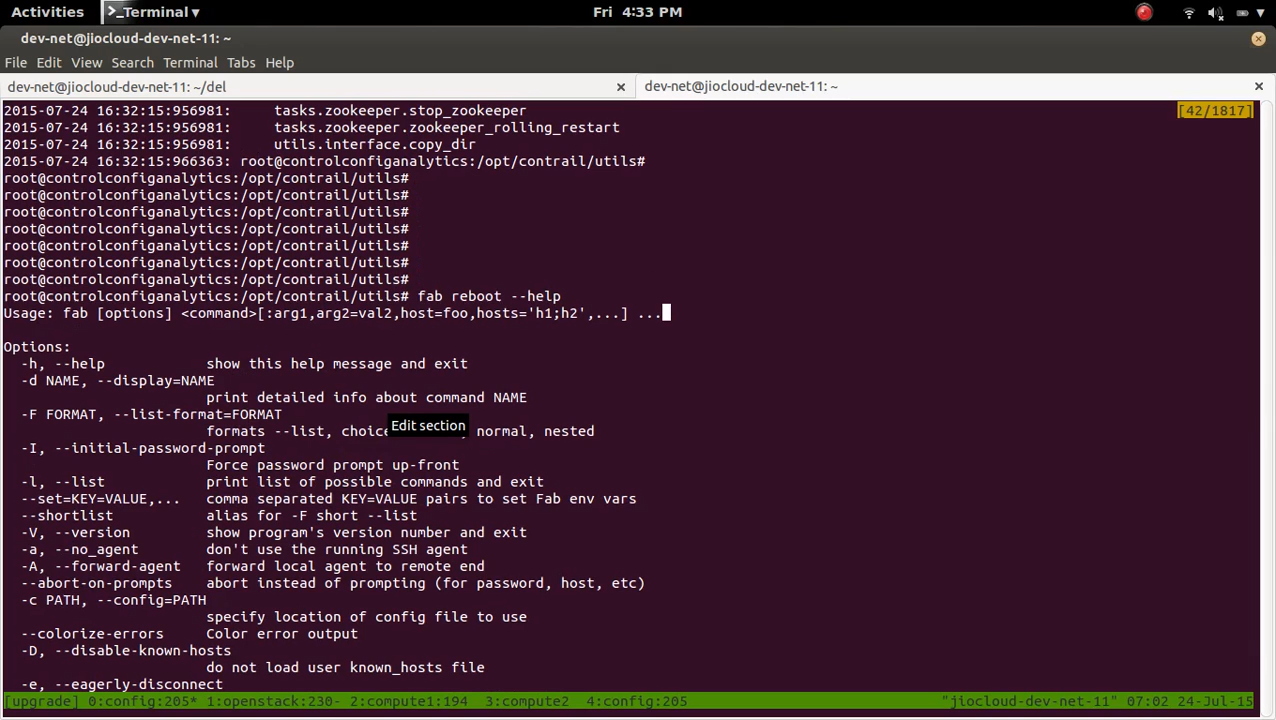 Activities >_Terminal ▾ Fri 4:33 PM
dev-net@jiocloud-dev-net-11: ~
File Edit View Search Terminal Tabs Help
dev-net@jiocloud-dev-net-11: ~/del × dev-net@jiocloud-dev-net-11: ~ ×
2015-07-24 16:32:15:956981: tasks.zookeeper.stop_zookeeper [42/1817]
2015-07-24 16:32:15:956981: tasks.zookeeper.zookeeper_rolling_restart
2015-07-24 16:32:15:956981: utils.interface.copy_dir
2015-07-24 16:32:15:966363: root@controlconfiganalytics:/opt/contrail/utils#
root@controlconfiganalytics:/opt/contrail/utils#
root@controlconfiganalytics:/opt/contrail/utils#
root@controlconfiganalytics:/opt/contrail/utils#
root@controlconfiganalytics:/opt/contrail/utils#
root@controlconfiganalytics:/opt/contrail/utils#
root@controlconfiganalytics:/opt/contrail/utils#
root@controlconfiganalytics:/opt/contrail/utils#
root@controlconfiganalytics:/opt/contrail/utils# fab reboot --help
Usage: fab [options] <command>[:arg1,arg2=val2,host=foo,hosts='h1;h2',...] ...
Options:
-h, --help show this help message and exit
-d NAME, --display=NAME
print detailed info about command NAME
-F FORMAT, --list-format=FORMAT
Edit section
formats --list, choic normal, nested
-I, --initial-password-prompt
Force password prompt up-front
-l, --list print list of possible commands and exit
--set=KEY=VALUE,... comma separated KEY=VALUE pairs to set Fab env vars
--shortlist alias for -F short --list
-V, --version show program's version number and exit
-a, --no_agent don't use the running SSH agent
-A, --forward-agent forward local agent to remote end
--abort-on-prompts abort instead of prompting (for password, host, etc)
-c PATH, --config=PATH
specify location of config file to use
--colorize-errors Color error output
-D, --disable-known-hosts
do not load user known_hosts file
-e, --eagerly-disconnect
[upgrade] 0:config:205* 1:openstack:230- 2:compute1:194 3:compute2 4:config:205 "jiocloud-dev-net-11" 07:02 24-Jul-15